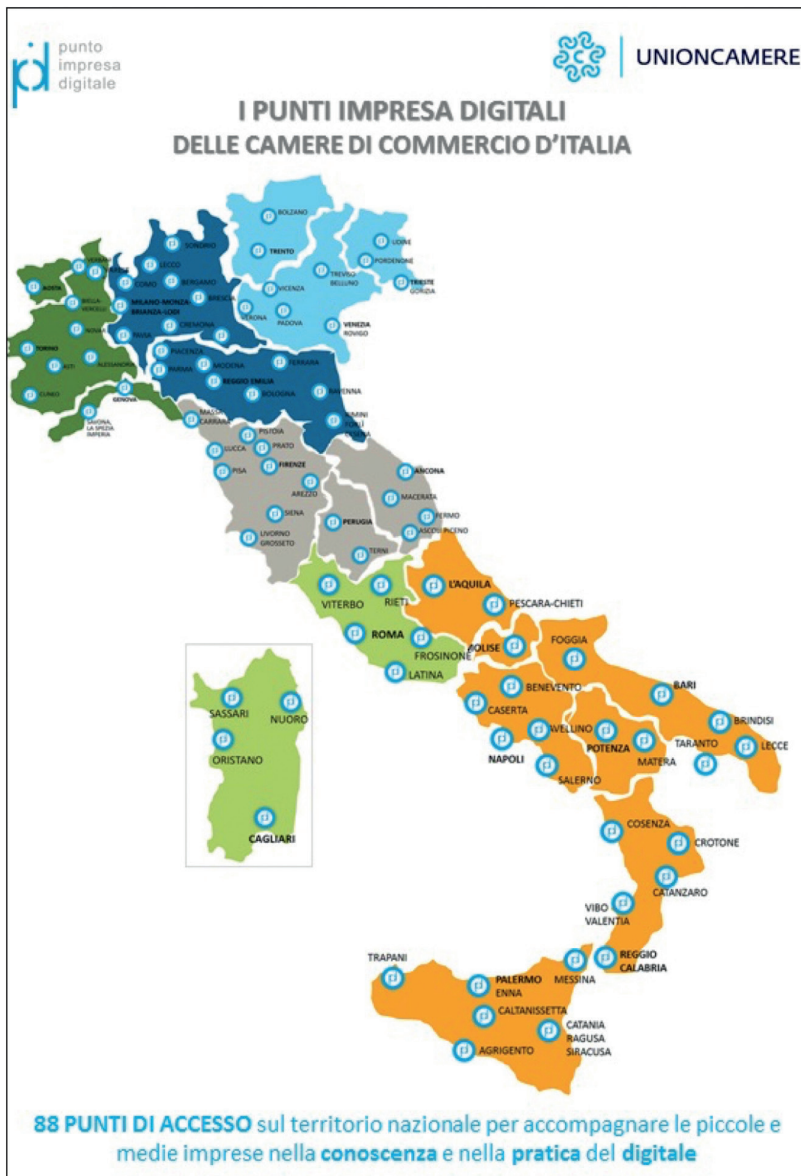 punto
impresa
digitale
UNIONCAMERE
I PUNTI IMPRESA DIGITALI
DELLE CAMERE DI COMMERCIO D'ITALIA
BOLZANO
TRENTO
UDINE
PORDENONE
TRIESTE
GORIZIA
TREVISO
BELLUNO
VICENZA
VERONA
PADOVA
VENEZIA
ROVIGO
SONDRIO
LECCO
COMO
BERGAMO
BRESCIA
MILANO-MONZA-
BRIANZA-LODI
CREMONA
PAVIA
VARESE
AOSTA
BIELLA-
VERCELLI
NOVARA
TORINO
ASTI
ALESSANDRIA
CUNEO
GENOVA
SAVONA,
LA SPEZIA
IMPERIA
PIACENZA
PARMA
MODENA
REGGIO EMILIA
BOLOGNA
FERRARA
RAVENNA
RIMINI
FORLÌ
CESENA
MASSA
CARRARA
PISTOIA
LUCCA
PRATO
PISA
FIRENZE
AREZZO
SIENA
LIVORNO
GROSSETO
ANCONA
MACERATA
FERMO
ASCOLI PICENO
PERUGIA
TERNI
VITERBO
RIETI
ROMA
FROSINONE
LATINA
L'AQUILA
PESCARA-CHIETI
MOLISE
FOGGIA
BARI
BRINDISI
LECCE
TARANTO
BENEVENTO
CASERTA
AVELLINO
NAPOLI
SALERNO
POTENZA
MATERA
SASSARI
NUORO
ORISTANO
CAGLIARI
COSENZA
CROTONE
CATANZARO
VIBO
VALENTIA
REGGIO
CALABRIA
TRAPANI
PALERMO
ENNA
MESSINA
CALTANISSETTA
CATANIA
RAGUSA
SIRACUSA
AGRIGENTO
88 PUNTI DI ACCESSO sul territorio nazionale per accompagnare le piccole e
medie imprese nella conoscenza e nella pratica del digitale